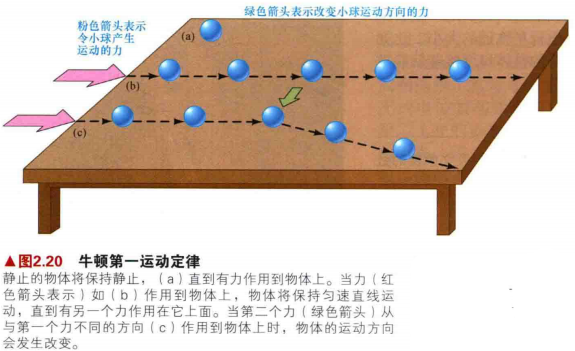 绿色箭头表示改变小球运动方向的力
粉色箭头表示
令小球产生
运动的力
(a)
(b)
(c)
▲图2.20 牛顿第一运动定律
静止的物体将保持静止，（a）直到有力作用到物体上。当力（红
色箭头表示）如（b）作用到物体上，物体将保持匀速直线运
动，直到有另一个力作用在它上面。当第二个力（绿色箭头）从
与第一个力不同的方向（c）作用到物体上时，物体的运动方向
会发生改变。